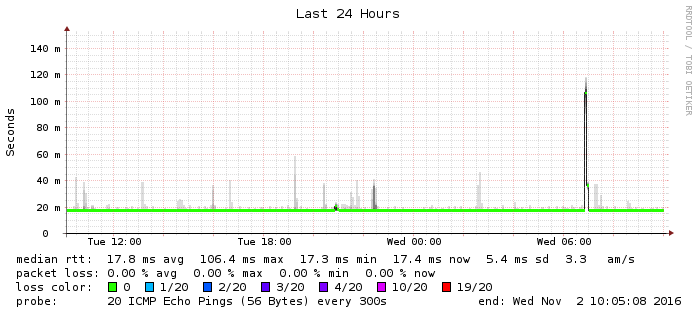 Last 24 Hours
RRDTOOL / TOBI OETIKER
Seconds
140 m
120 m
100 m
80 m
60 m
40 m
20 m
0
Tue 12:00 Tue 18:00 Wed 00:00 Wed 06:00
median rtt: 17.8 ms avg 106.4 ms max 17.3 ms min 17.4 ms now 5.4 ms sd 3.3 am/s
packet loss: 0.00 % avg 0.00 % max 0.00 % min 0.00 % now
loss color: 0 1/20 2/20 3/20 4/20 10/20 19/20
probe: 20 ICMP Echo Pings (56 Bytes) every 300s end: Wed Nov 2 10:05:08 2016